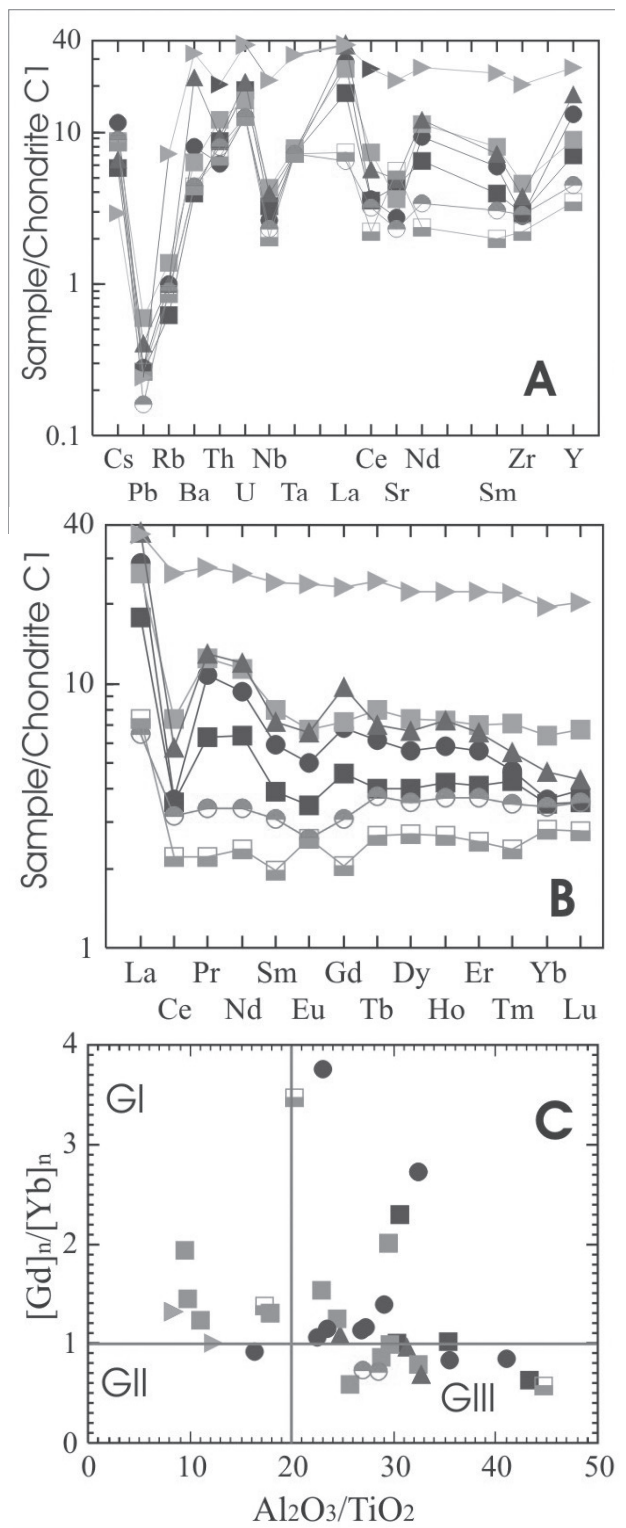 40
10
1
0.1
Sample/Chondrite C1
A
Cs Rb Th Nb Ce Nd Zr Y
Pb Ba U Ta La Sr Sm
40
10
1
Sample/Chondrite C1
B
La Pr Sm Gd Dy Er Yb
Ce Nd Eu Tb Ho Tm Lu
4
3
2
1
0
[Gd]n/[Yb]n
GI
C
GII
GIII
0 10 20 30 40 50
Al2O3/TiO2